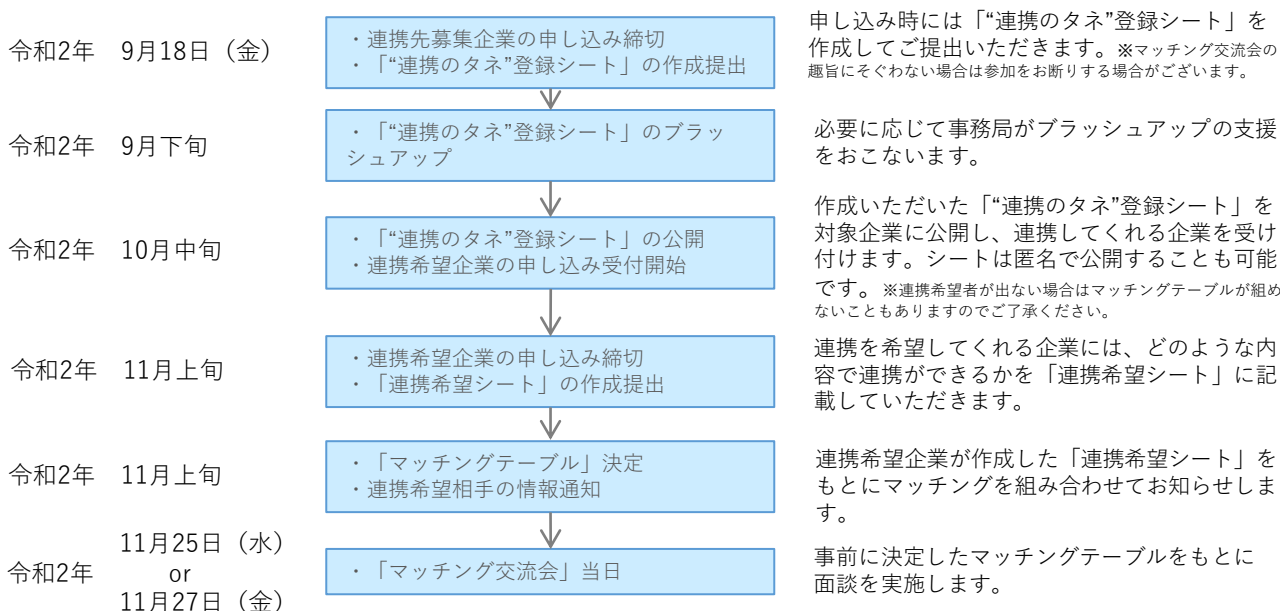 令和2年 9月18日（金）
・連携先募集企業の申し込み締切
・「“連携のタネ”登録シート」の作成提出
申し込み時には「“連携のタネ”登録シート」を
作成してご提出いただきます。※マッチング交流会の
趣旨にそぐわない場合は参加をお断りする場合がございます。
令和2年 9月下旬
・「“連携のタネ”登録シート」のブラッ
シュアップ
必要に応じて事務局がブラッシュアップの支援
をおこないます。
令和2年 10月中旬
・「“連携のタネ”登録シート」の公開
・連携希望企業の申し込み受付開始
作成いただいた「“連携のタネ”登録シート」を
対象企業に公開し、連携してくれる企業を受け
付けます。シートは匿名で公開することも可能
です。※連携希望者が出ない場合はマッチングテーブルが組め
ないこともありますのでご了承ください。
令和2年 11月上旬
・連携希望企業の申し込み締切
・「連携希望シート」の作成提出
連携を希望してくれる企業には、どのような内
容で連携ができるかを「連携希望シート」に記
載していただきます。
令和2年 11月上旬
・「マッチングテーブル」決定
・連携希望相手の情報通知
連携希望企業が作成した「連携希望シート」を
もとにマッチングを組み合わせてお知らせしま
す。
令和2年
11月25日（水）
or
11月27日（金）
・「マッチング交流会」当日
事前に決定したマッチングテーブルをもとに
面談を実施します。